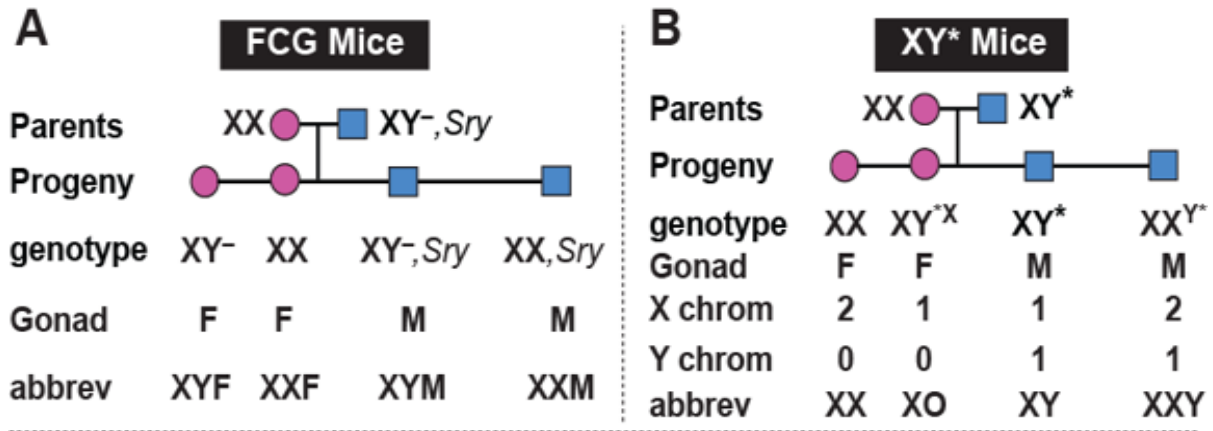 A
FCG Mice
Parents XX XY⁻,Sry
Progeny
genotype XY⁻ XX XY⁻,Sry XX,Sry
Gonad F F M M
abbrev XYF XXF XYM XXM
B
XY* Mice
Parents XX XY*
Progeny
genotype XX XY*X XY* XXY*
Gonad F F M M
X chrom 2 1 1 2
Y chrom 0 0 1 1
abbrev XX XO XY XXY